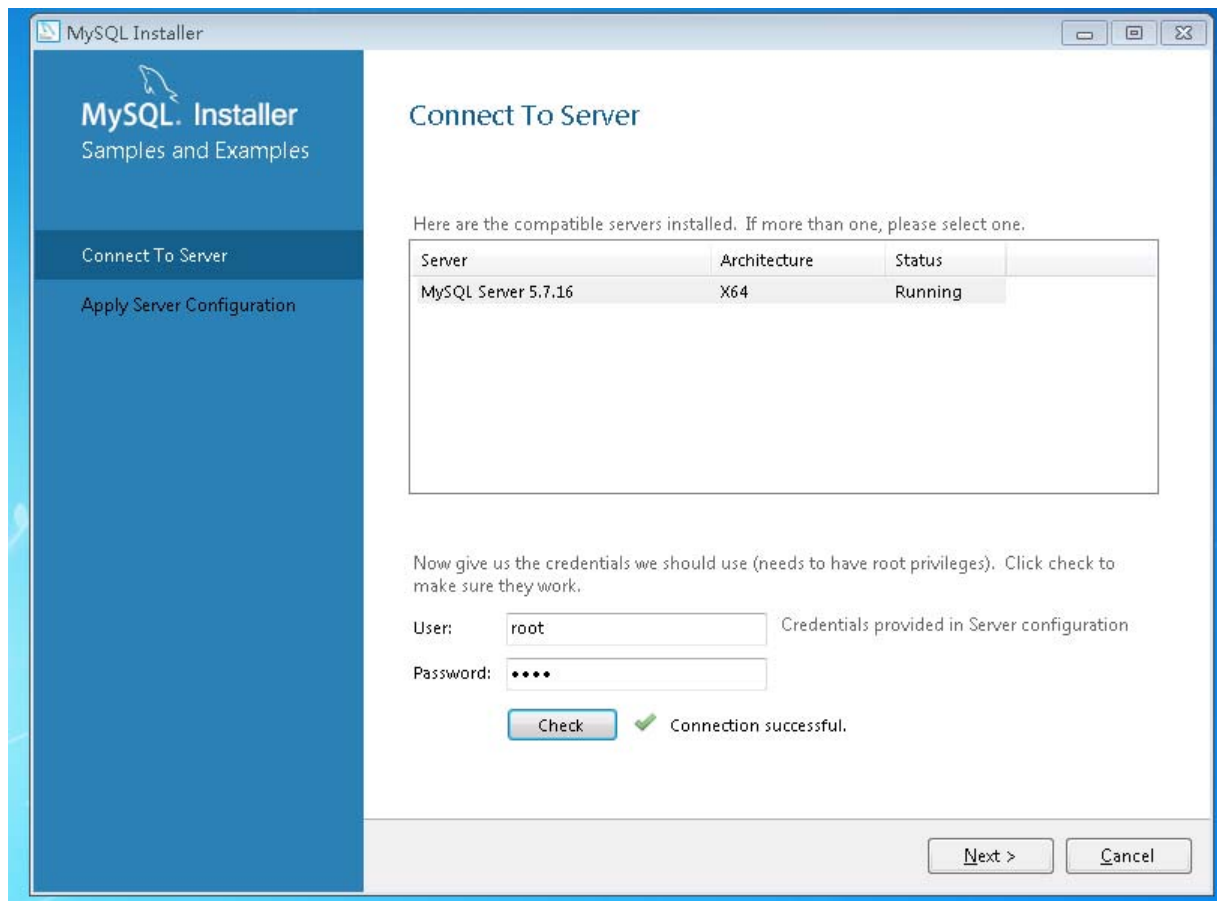 MySQL Installer
MySQL. Installer
Samples and Examples
Connect To Server
Apply Server Configuration
Connect To Server
Here are the compatible servers installed. If more than one, please select one.
Server Architecture Status
MySQL Server 5.7.16 X64 Running
Now give us the credentials we should use (needs to have root privileges). Click check to
make sure they work.
User: root Credentials provided in Server configuration
Password: ••••
Check Connection successful.
Next > Cancel